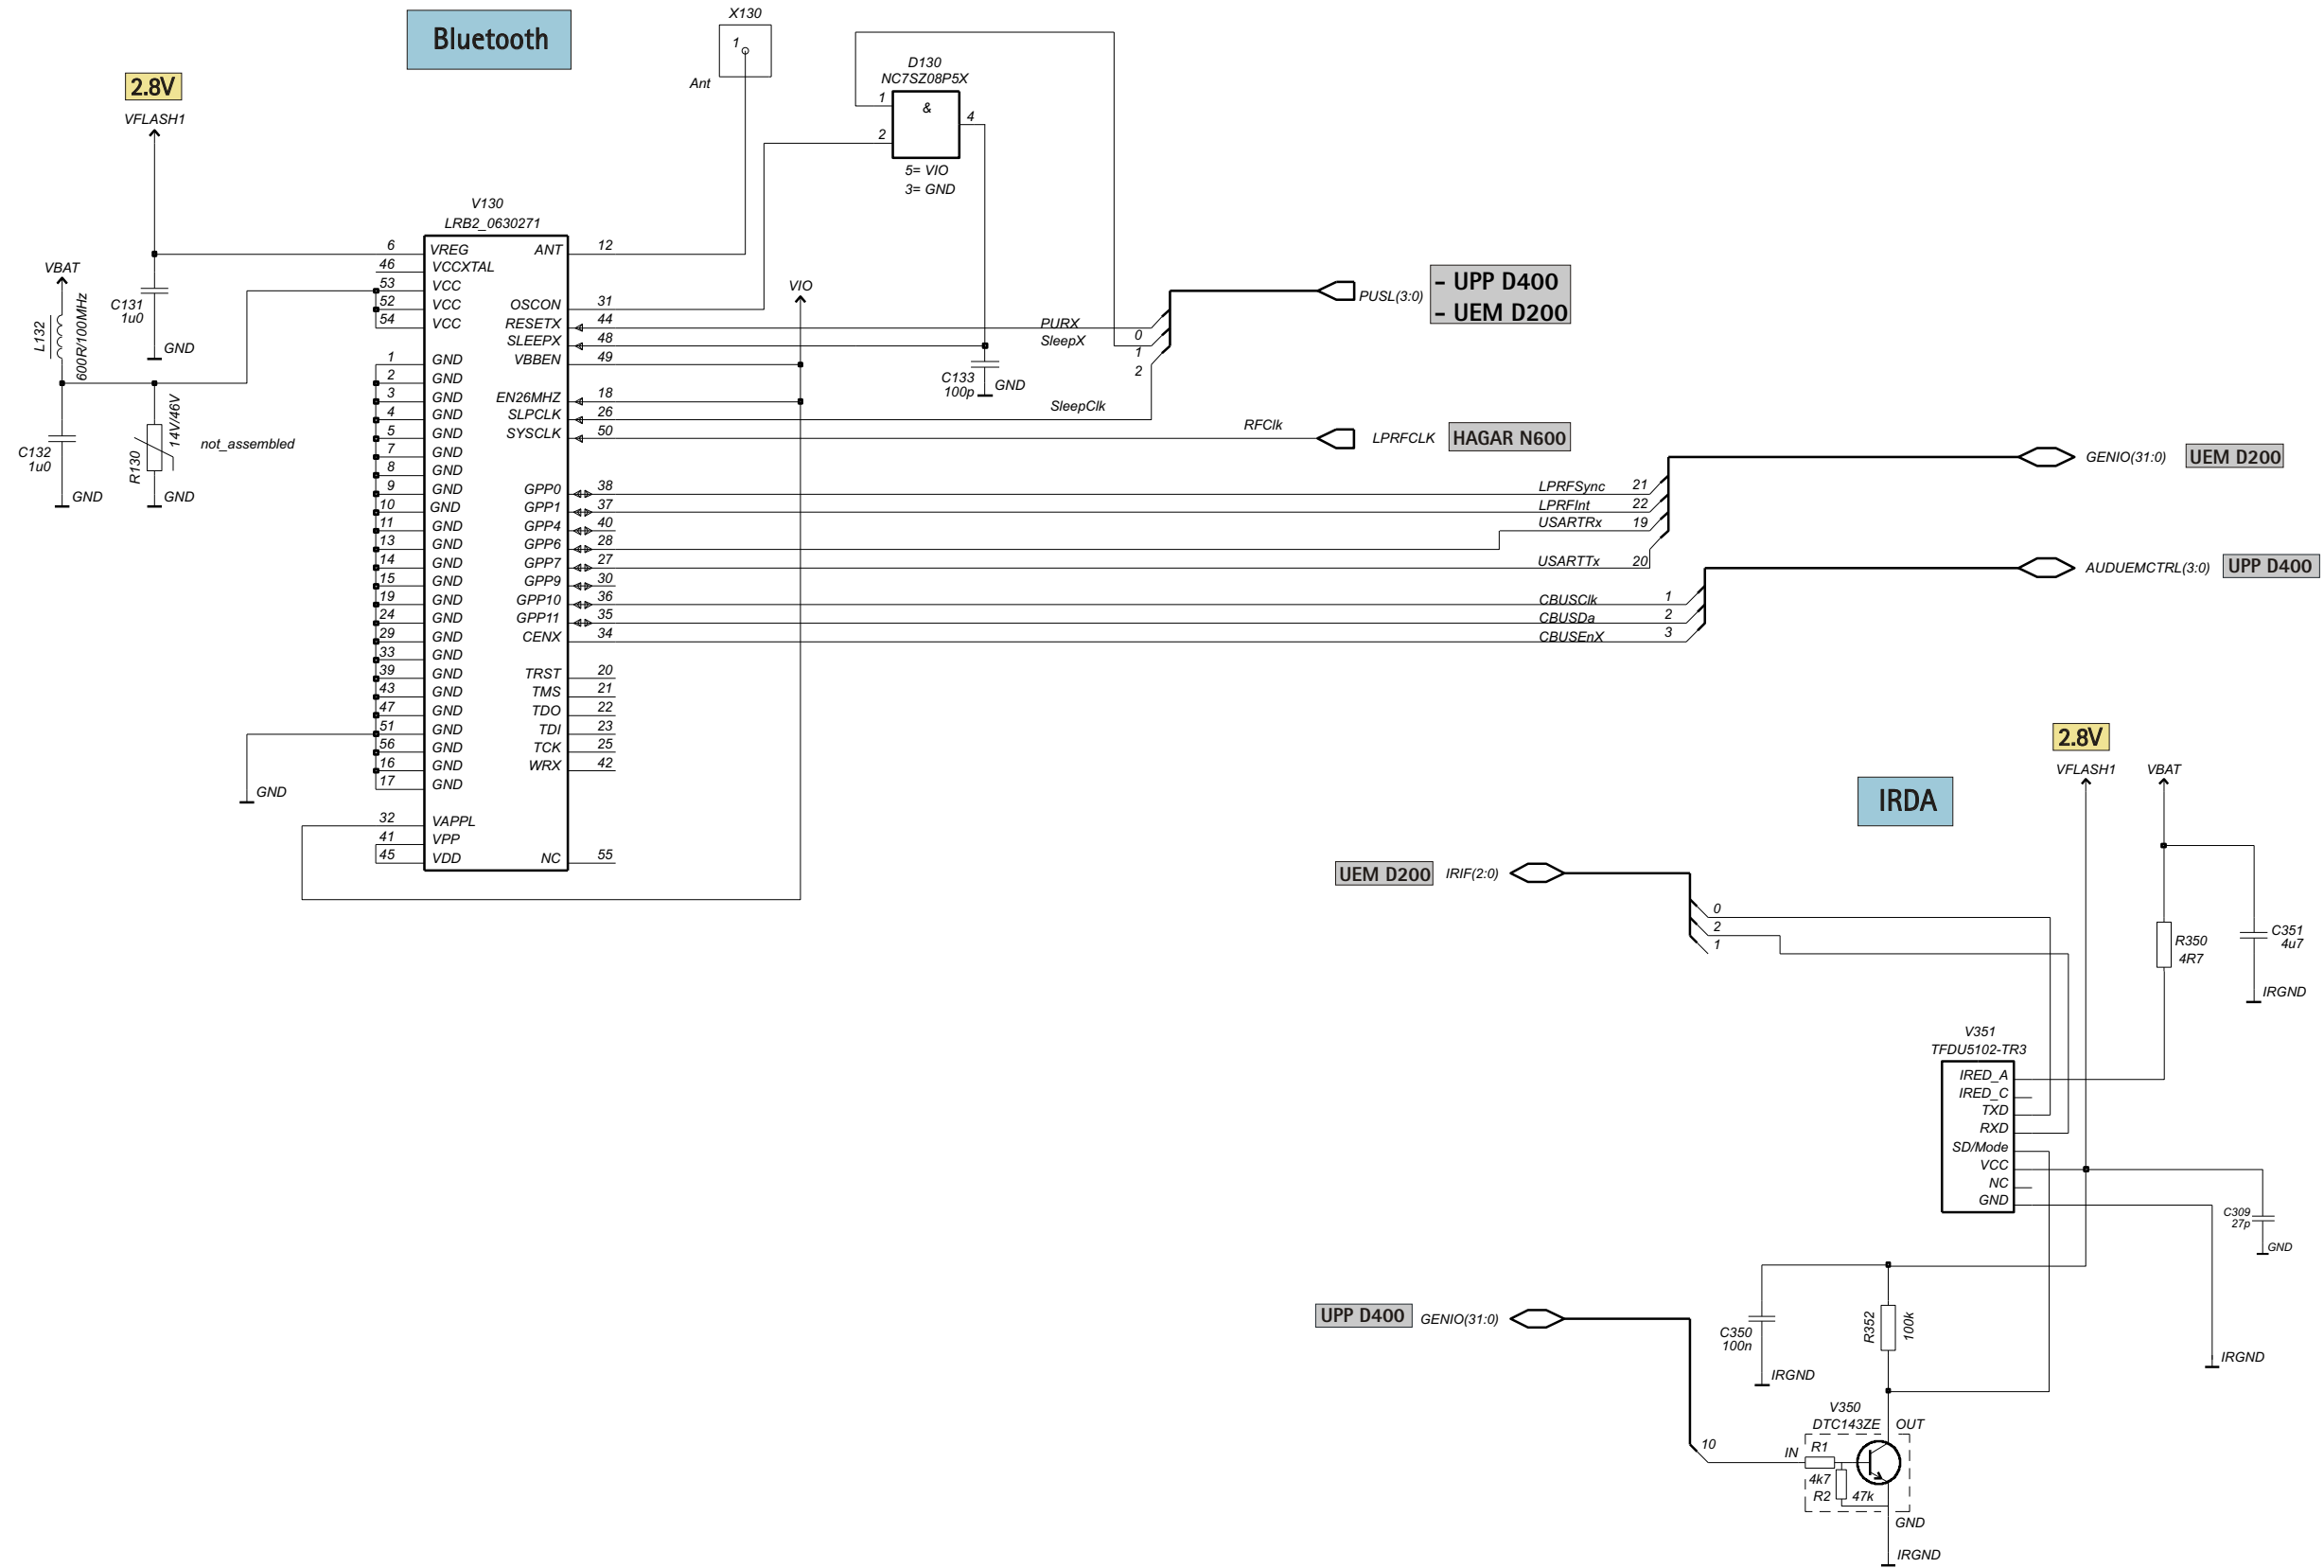 Bluetooth
X130
1
Ant
D130
NC7SZ08P5X
1
&
4
2
5= VIO
3= GND
2.8V
VFLASH1
V130
LRB2_0630271
VBAT
L132
600R/100MHz
C131
1u0
GND
C132
1u0
GND
R130
14V/46V
not_assembled
GND
6 VREG ANT 12
46 VCCXTAL
53 VCC
52 VCC OSCON 31
54 VCC RESETX 44
SLEEPX 48
1 GND VBBEN 49
2 GND
3 GND EN26MHZ 18
4 GND SLPCLK 26
5 GND SYSCLK 50
7 GND
8 GND
9 GND GPP0 38
10 GND GPP1 37
11 GND GPP4 40
13 GND GPP6 28
14 GND GPP7 27
15 GND GPP9 30
19 GND GPP10 36
24 GND GPP11 35
29 GND CENX 34
33 GND
39 GND TRST 20
43 GND TMS 21
47 GND TDO 22
51 GND TDI 23
56 GND TCK 25
16 GND WRX 42
17 GND
GND
32 VAPPL
41 VPP
45 VDD NC 55
VIO
C133
100p
GND
PURX
0
SleepX
1
2
SleepClk
PUSL(3:0)
- UPP D400
- UEM D200
RFClk
LPRFCLK
HAGAR N600
LPRFSync 21
LPRFInt 22
USARTRx 19
USARTTx 20
GENIO(31:0)
UEM D200
CBUSClk 1
CBUSDa 2
CBUSEnX 3
AUDUEMCTRL(3:0)
UPP D400
2.8V
VFLASH1
VBAT
IRDA
UEM D200
IRIF(2:0)
0
2
1
R350
4R7
C351
4u7
IRGND
V351
TFDU5102-TR3
IRED_A
IRED_C
TXD
RXD
SD/Mode
VCC
NC
GND
C309
27p
GND
IRGND
UPP D400
GENIO(31:0)
C350
100n
IRGND
R352
100k
10
V350
DTC143ZE
OUT
IN
R1
4k7
R2
47k
GND
IRGND